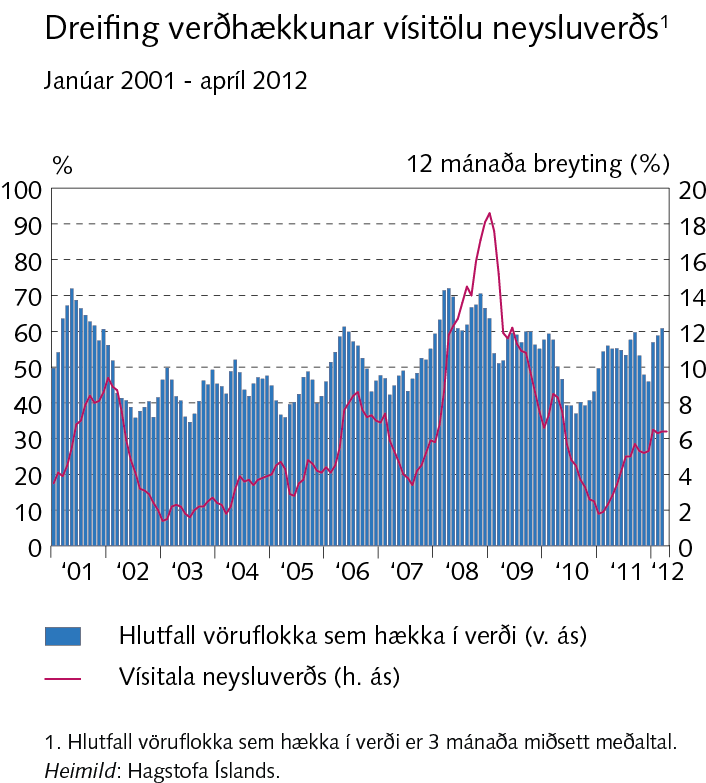 Dreifing verðhækkunar vísitölu neysluverðs¹
Janúar 2001 - apríl 2012
% 12 mánaða breyting (%)
100 20
90 18
80 16
70 14
60 12
50 10
40 8
30 6
20 4
10 2
0 0
‘01 ‘02 ‘03 ‘04 ‘05 ‘06 ‘07 ‘08 ‘09 ‘10 ‘11 ‘12
Hlutfall vöruflokka sem hækka í verði (v. ás)
Vísitala neysluverðs (h. ás)
1. Hlutfall vöruflokka sem hækka í verði er 3 mánaða miðsett meðaltal.
Heimild: Hagstofa Íslands.